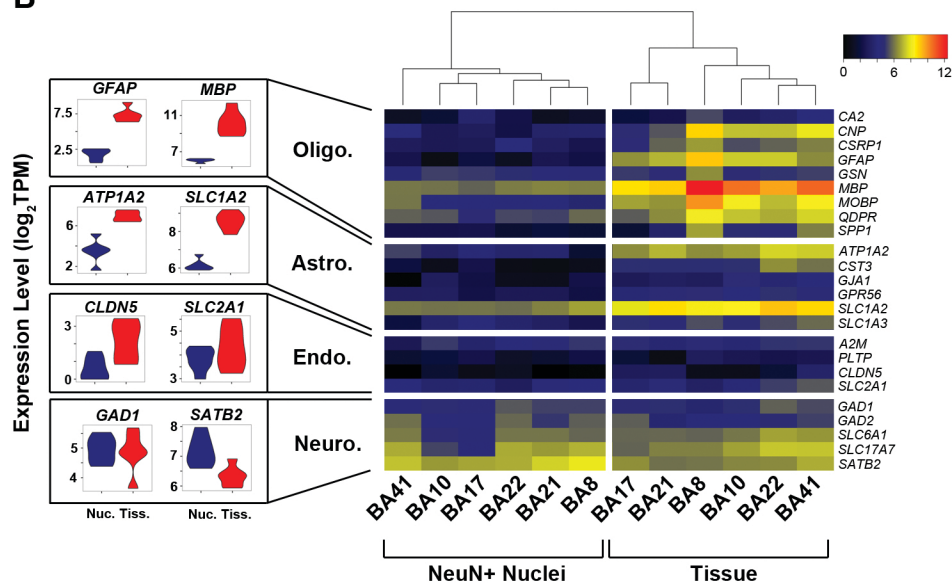 B
0 6 12
Expression Level (log2TPM)
GFAP MBP
7.5
2.5
11
7
Oligo.
ATP1A2 SLC1A2
6
2
8
6
Astro.
CLDN5 SLC2A1
3
0
5
3
Endo.
GAD1 SATB2
5
4
8
7
6
Neuro.
Nuc. Tiss. Nuc. Tiss.
CA2
CNP
CSRP1
GFAP
GSN
MBP
MOBP
QDPR
SPP1
ATP1A2
CST3
GJA1
GPR56
SLC1A2
SLC1A3
A2M
PLTP
CLDN5
SLC2A1
GAD1
GAD2
SLC6A1
SLC17A7
SATB2
BA41 BA10 BA17 BA22 BA21 BA8 BA17 BA21 BA8 BA10 BA22 BA41
NeuN+ Nuclei Tissue